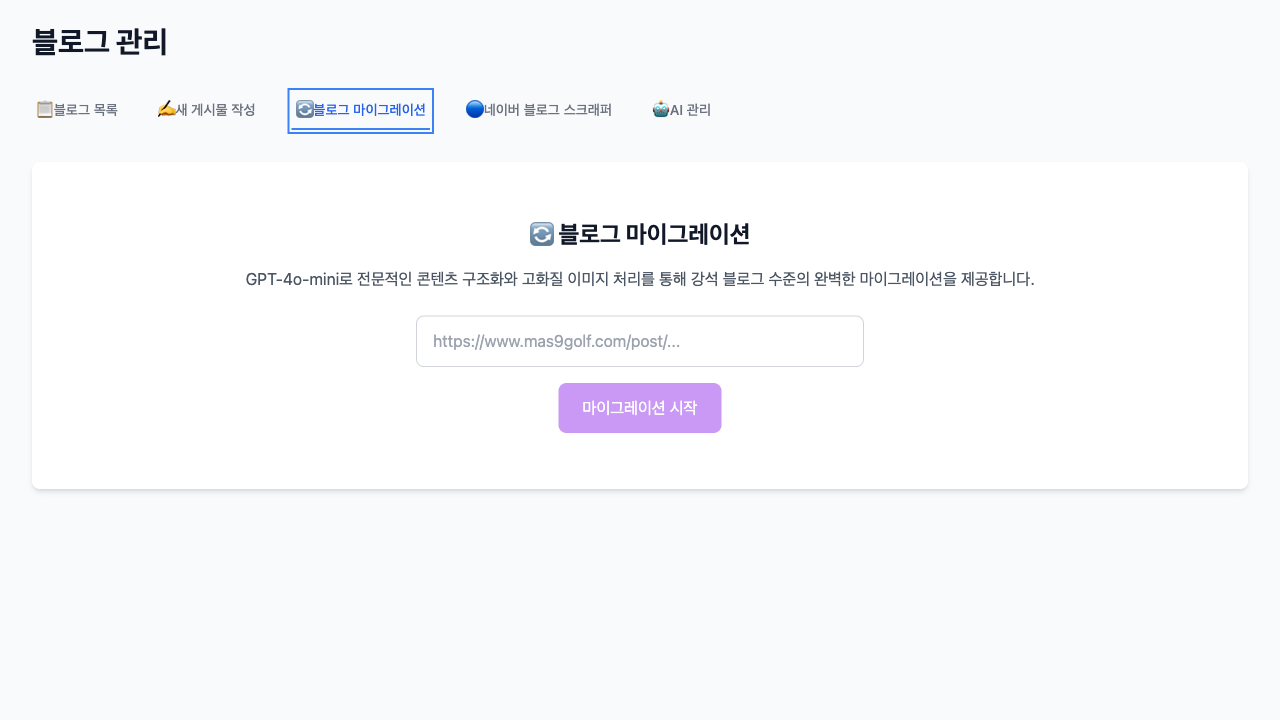 블로그 관리
📋블로그 목록
✍️새 게시물 작성
🔄블로그 마이그레이션
🔵네이버 블로그 스크래퍼
🤖AI 관리
🔄 블로그 마이그레이션
GPT-4o-mini로 전문적인 콘텐츠 구조화와 고화질 이미지 처리를 통해 강석 블로그 수준의 완벽한 마이그레이션을 제공합니다.
https://www.mas9golf.com/post/...
마이그레이션 시작